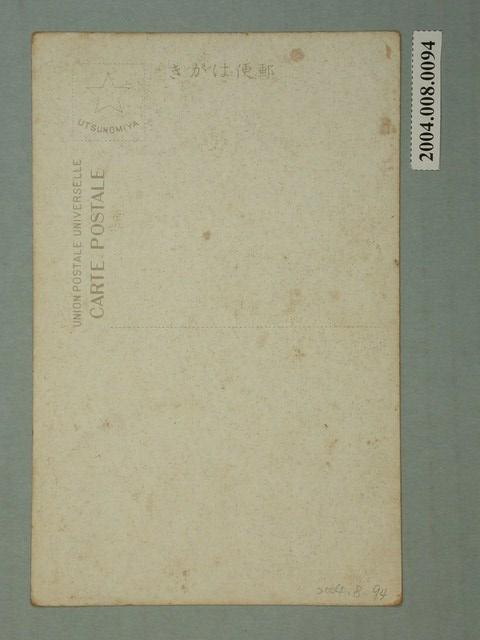 きがは便郵
UTSUNOMIYA
UNION POSTALE UNIVERSELLE
CARTE POSTALE
2004.008.0094
2004.8.94